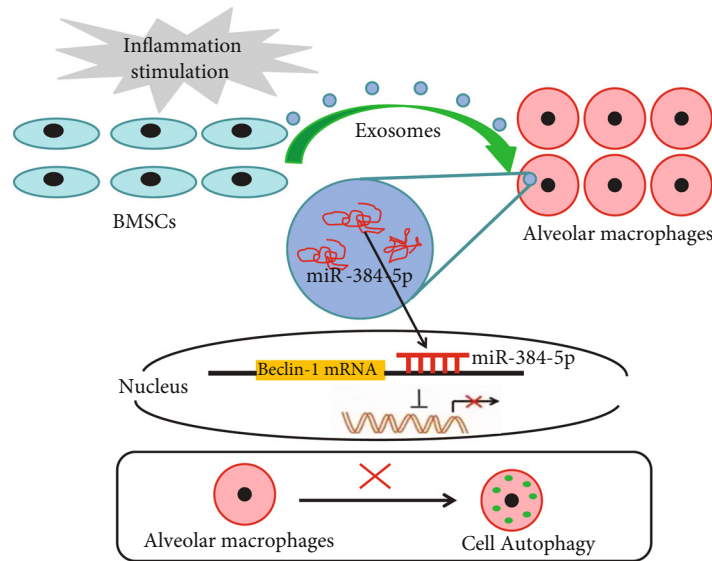 Inflammation
stimulation
Exosomes
BMSCs
Alveolar macrophages
miR-384-5p
miR-384-5p
Beclin-1 mRNA
Nucleus
Alveolar macrophages
Cell Autophagy